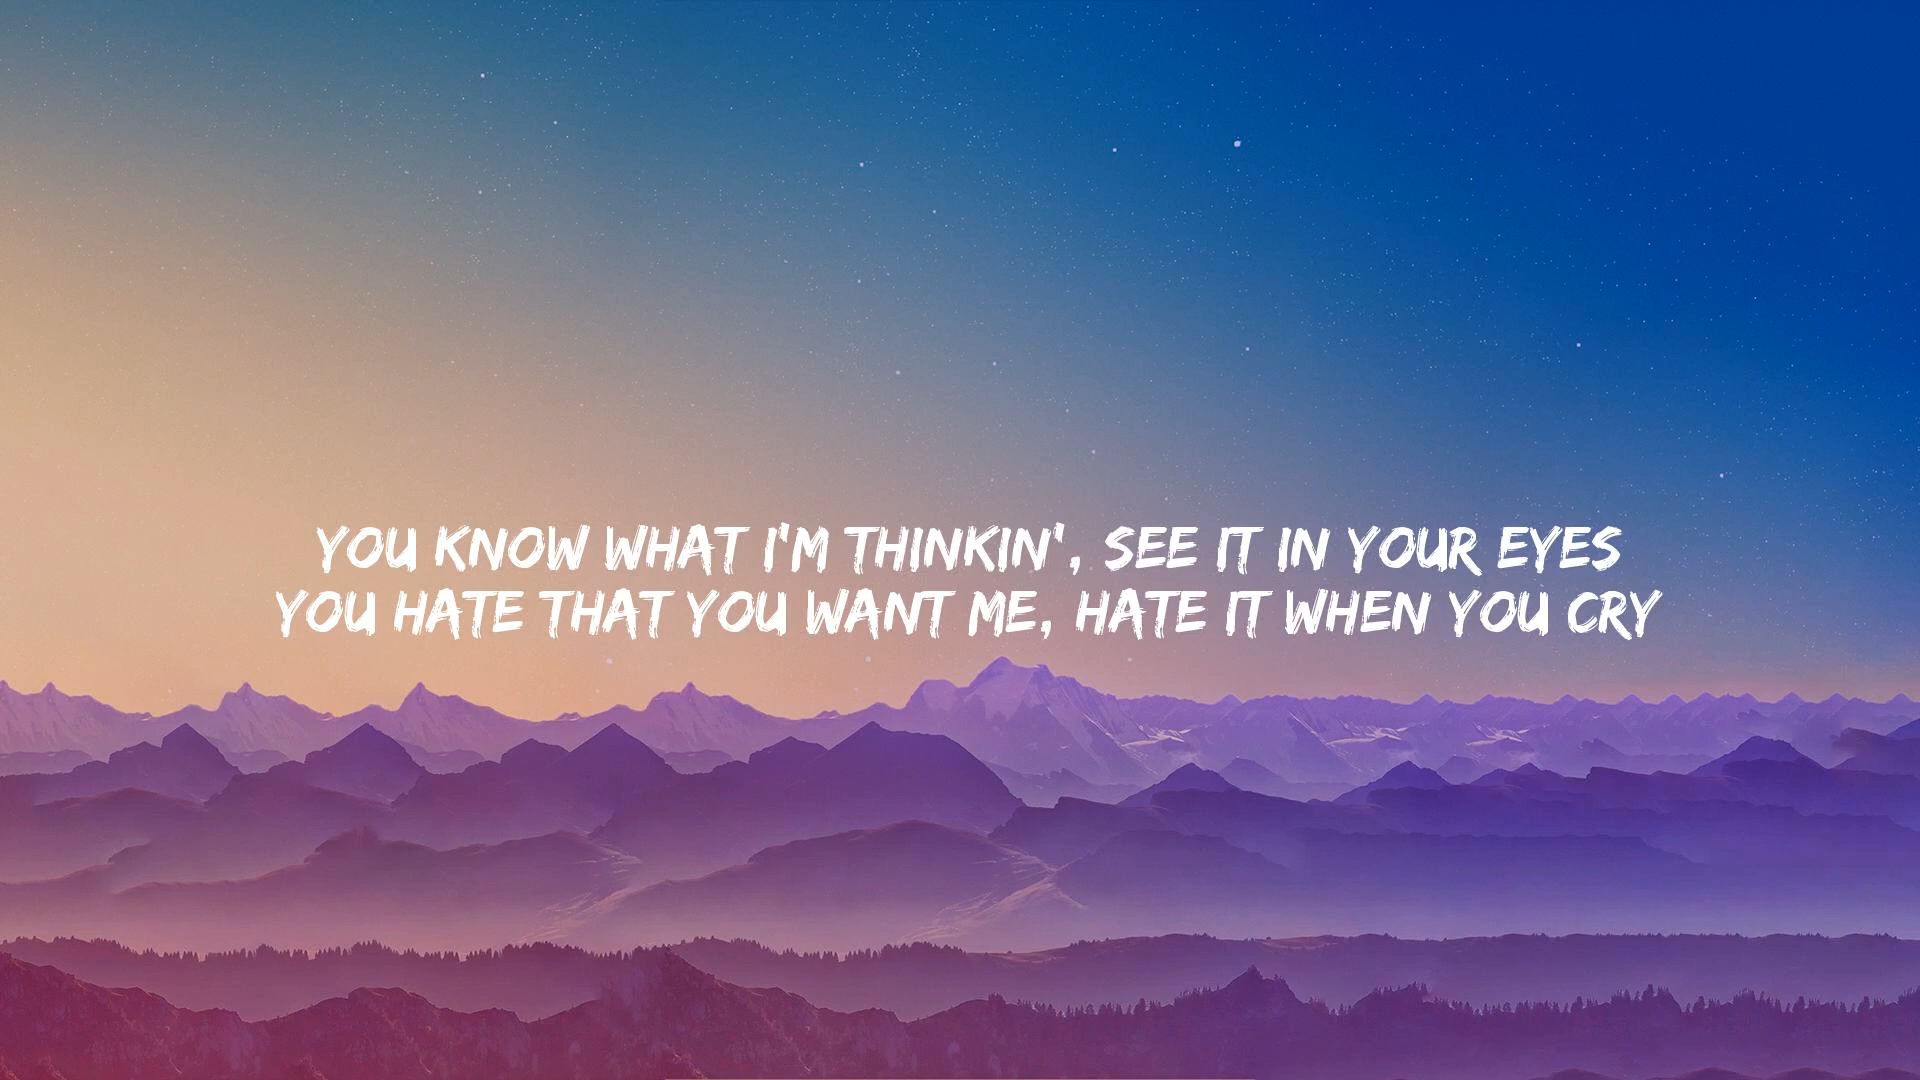 YOU KNOW WHAT I'M THINKIN', SEE IT IN YOUR EYES
YOU HATE THAT YOU WANT ME, HATE IT WHEN YOU CRY